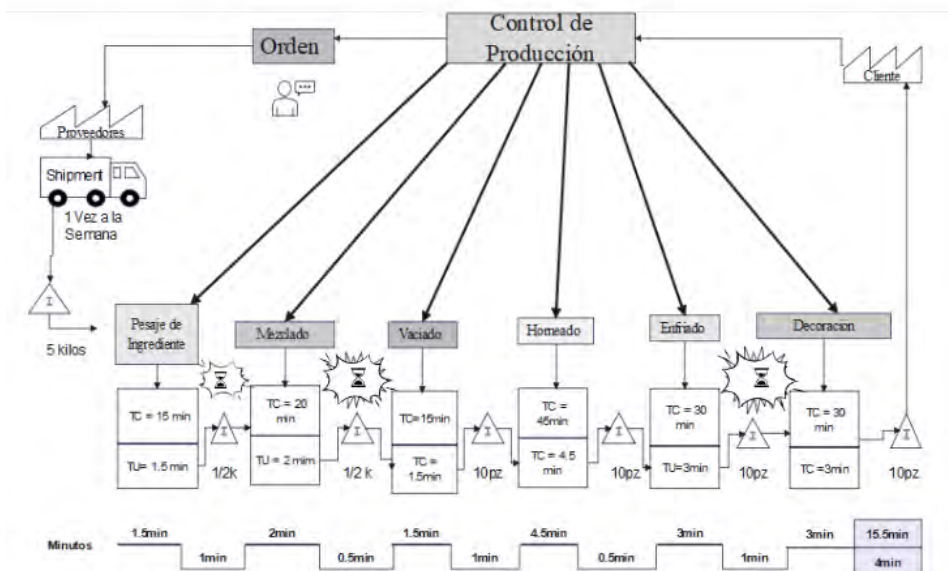 Control de
Producción
Orden
Cliente
Proveedores
Shipment
1 Vez a la
Semana
I
5 kilos
Pesaje de
Ingrediente
Mezclado
Vaciado
Horneado
Enfriado
Decoracion
TC = 15 min
TU= 1.5 min
I
1/2k
TC = 20
min
TU = 2 mim
I
1/2 k
TC=15min
TC =
1.5min
I
10pz
TC =
45min
TC = 4.5
min
I
10pz
TC = 30
min
TU=3min
I
10pz
TC = 30
min
TC =3min
I
10pz
Minutos
1.5min
1min
2min
0.5min
1.5min
1min
4.5min
0.5min
3min
1min
3min
15.5min
4min